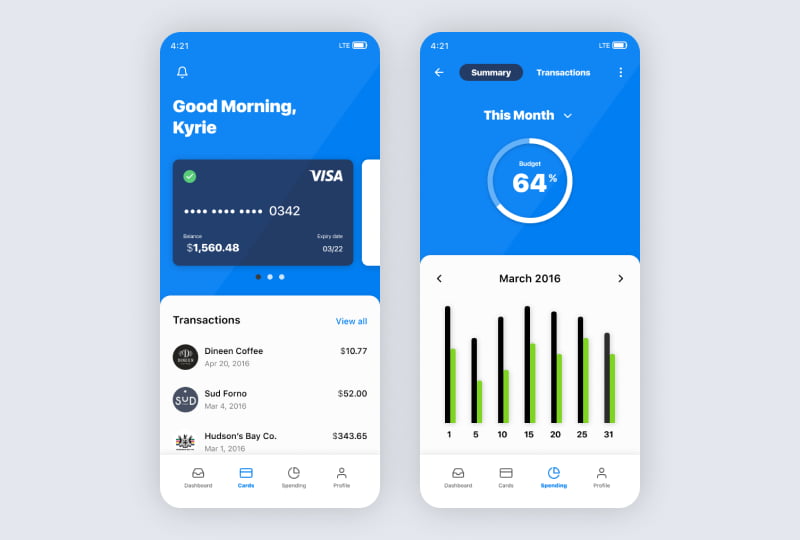 4:21
LTE
Good Morning,
Kyrie
VISA
•••• •••• •••• 0342
Balance
Expiry date
$1,560.48
03/22
Transactions
View all
DINEEN
Dineen Coffee
$10.77
Apr 20, 2016
SUD
Sud Forno
$52.00
Mar 4, 2016
Hudson's Bay Co.
$343.65
Mar 1, 2016
Dashboard
Cards
Spending
Profile
4:21
LTE
Summary
Transactions
This Month
Budget
64%
March 2016
1 5 10 15 20 25 31
Dashboard
Cards
Spending
Profile